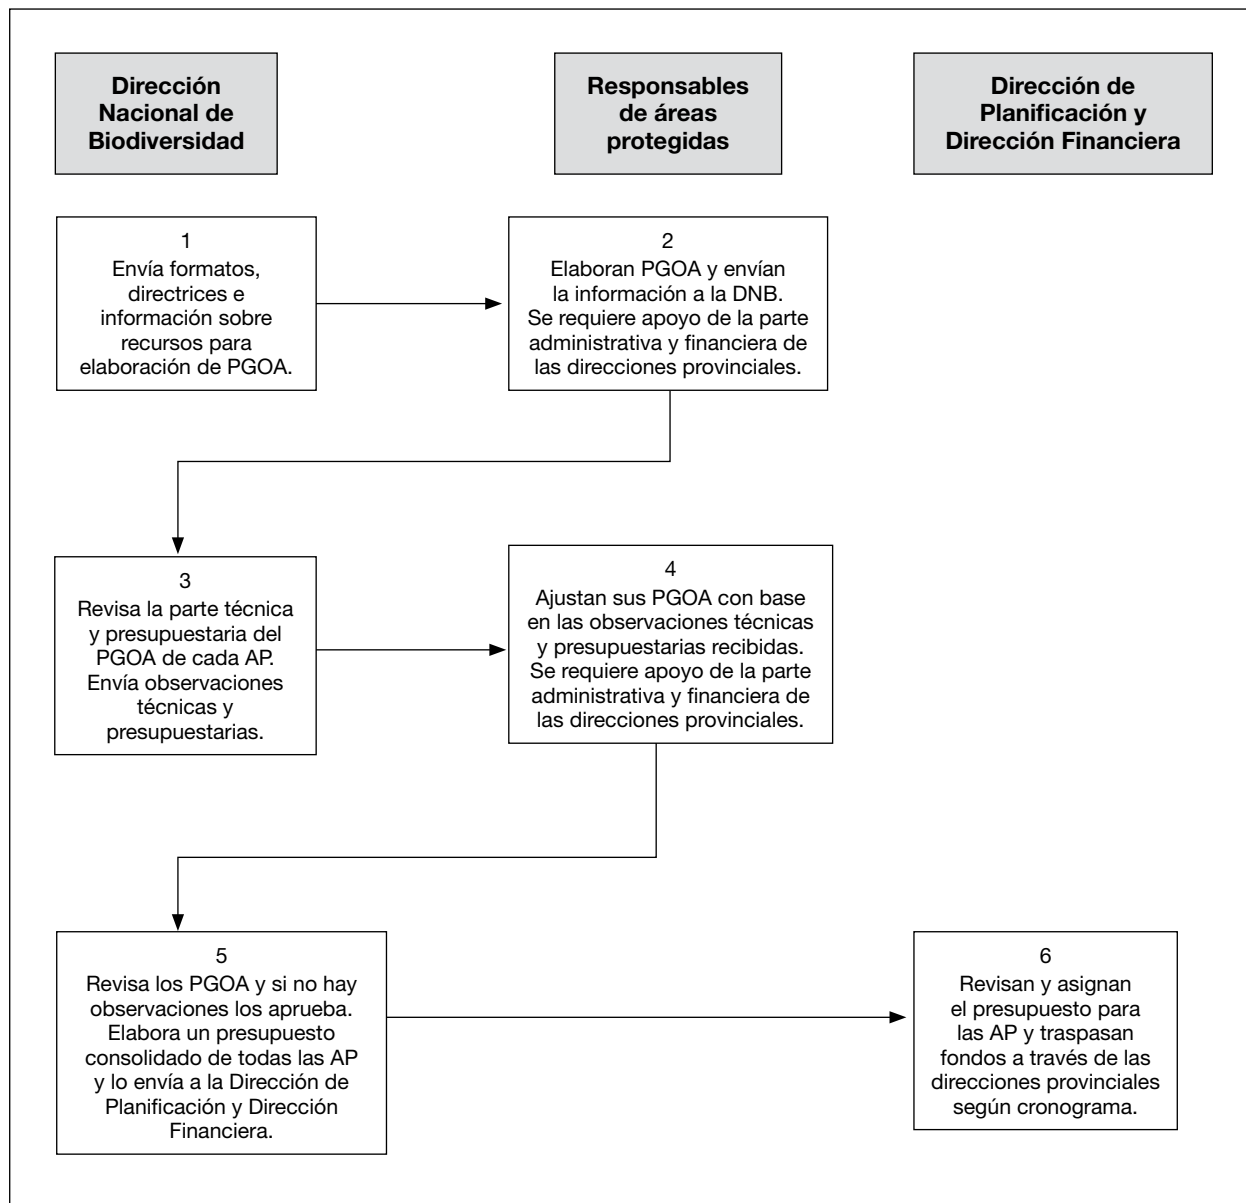 Dirección
Nacional de
Biodiversidad
Responsables
de áreas
protegidas
Dirección de
Planificación y
Dirección Financiera
1
Envía formatos,
directrices e
información sobre
recursos para
elaboración de PGOA.
2
Elaboran PGOA y envían
la información a la DNB.
Se requiere apoyo de la parte
administrativa y financiera de
las direcciones provinciales.
3
Revisa la parte técnica
y presupuestaria del
PGOA de cada AP.
Envía observaciones
técnicas y
presupuestarias.
4
Ajustan sus PGOA con base
en las observaciones técnicas
y presupuestarias recibidas.
Se requiere apoyo de la parte
administrativa y financiera de
las direcciones provinciales.
5
Revisa los PGOA y si no hay
observaciones los aprueba.
Elabora un presupuesto
consolidado de todas las AP
y lo envía a la Dirección de
Planificación y Dirección
Financiera.
6
Revisan y asignan
el presupuesto para
las AP y traspasan
fondos a través de las
direcciones provinciales
según cronograma.